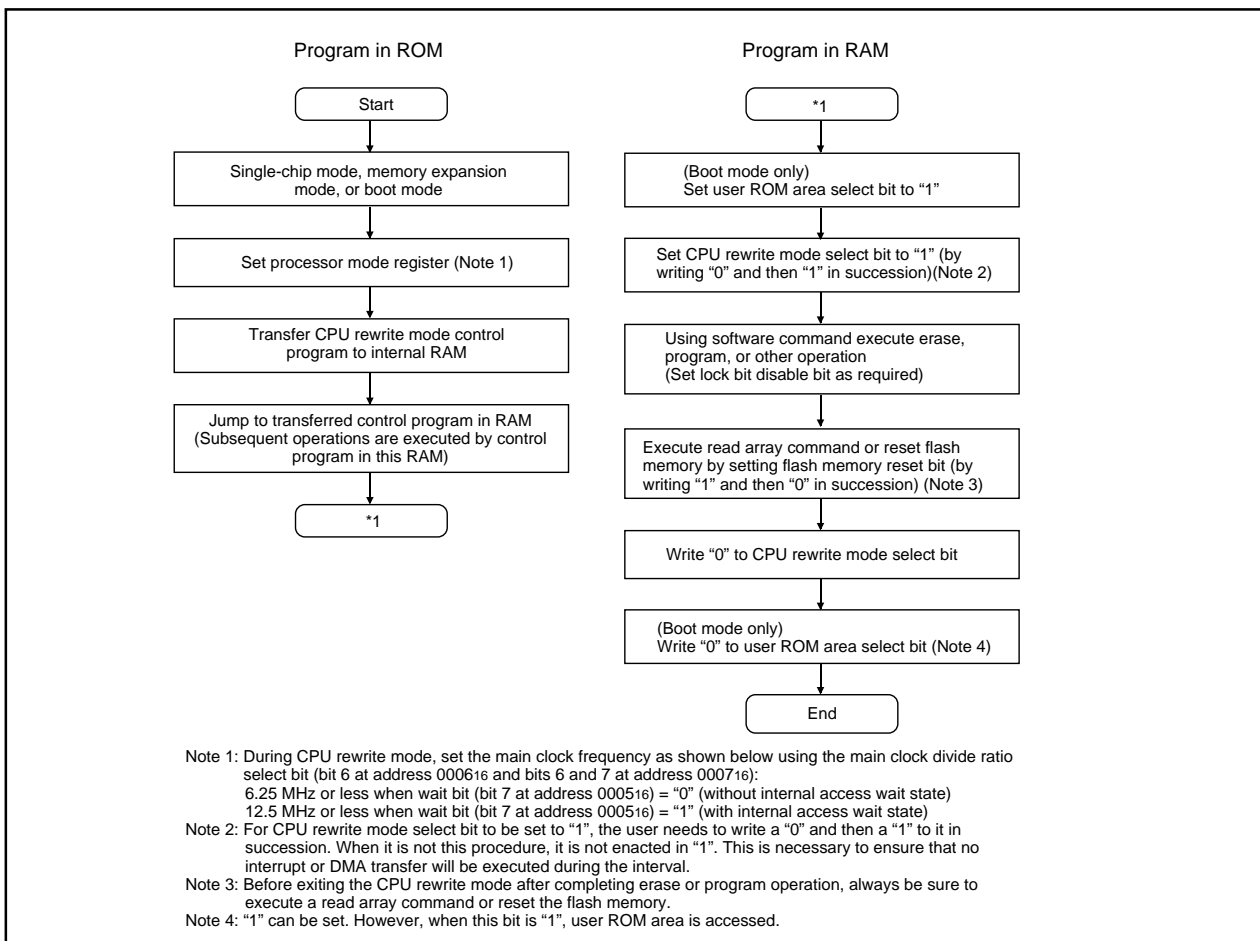 Program in ROM
Start
Single-chip mode, memory expansion
mode, or boot mode
Set processor mode register (Note 1)
Transfer CPU rewrite mode control
program to internal RAM
Jump to transferred control program in RAM
(Subsequent operations are executed by control
program in this RAM)
*1
Program in RAM
*1
(Boot mode only)
Set user ROM area select bit to “1”
Set CPU rewrite mode select bit to “1” (by
writing “0” and then “1” in succession)(Note 2)
Using software command execute erase,
program, or other operation
(Set lock bit disable bit as required)
Execute read array command or reset flash
memory by setting flash memory reset bit (by
writing “1” and then “0” in succession) (Note 3)
Write “0” to CPU rewrite mode select bit
(Boot mode only)
Write “0” to user ROM area select bit (Note 4)
End
Note 1: During CPU rewrite mode, set the main clock frequency as shown below using the main clock divide ratio
select bit (bit 6 at address 000616 and bits 6 and 7 at address 000716):
6.25 MHz or less when wait bit (bit 7 at address 000516) = “0” (without internal access wait state)
12.5 MHz or less when wait bit (bit 7 at address 000516) = “1” (with internal access wait state)
Note 2: For CPU rewrite mode select bit to be set to “1”, the user needs to write a “0” and then a “1” to it in
succession. When it is not this procedure, it is not enacted in “1”. This is necessary to ensure that no
interrupt or DMA transfer will be executed during the interval.
Note 3: Before exiting the CPU rewrite mode after completing erase or program operation, always be sure to
execute a read array command or reset the flash memory.
Note 4: “1” can be set. However, when this bit is “1”, user ROM area is accessed.